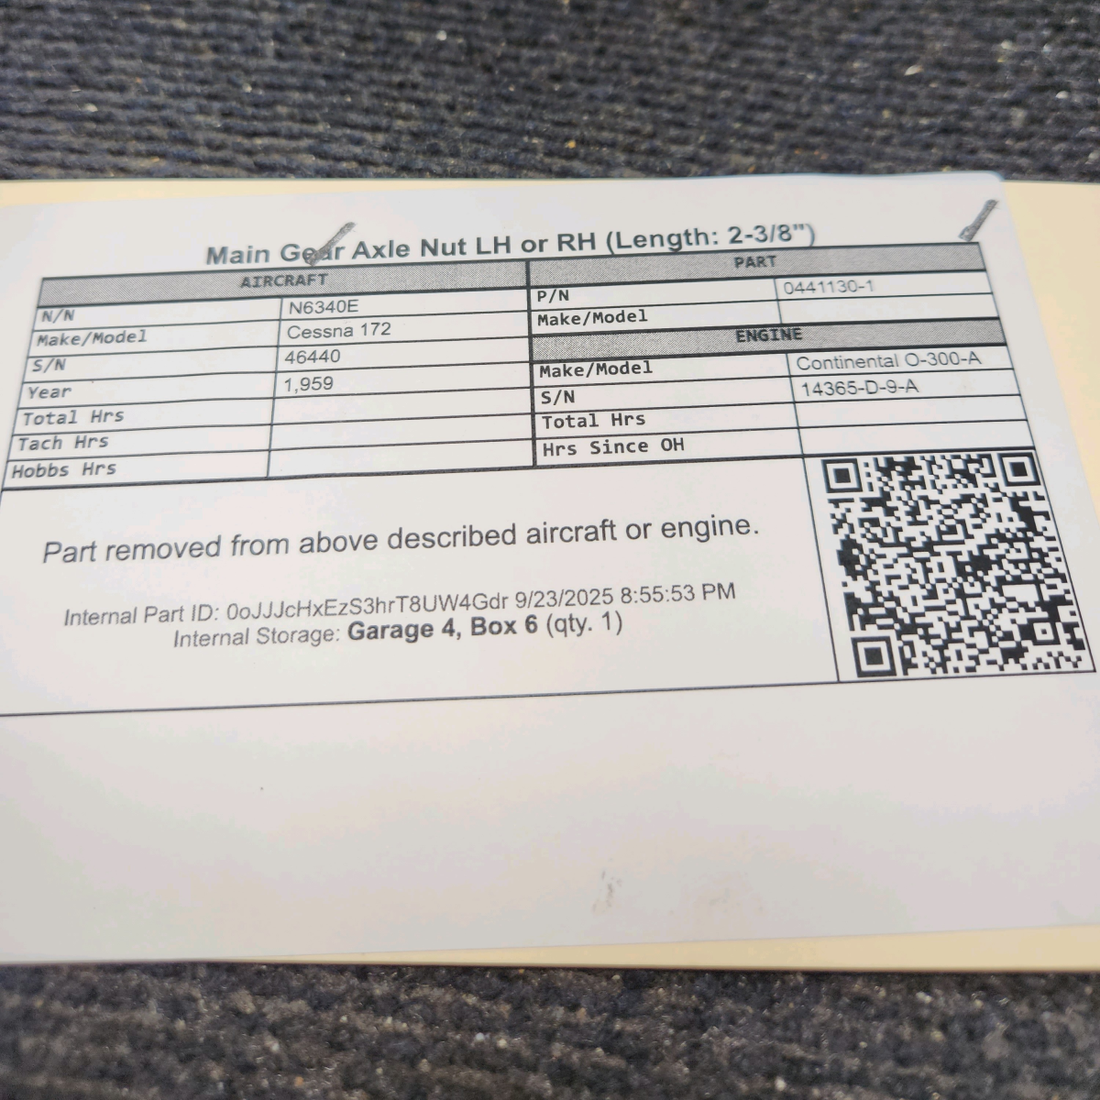 Main Gear Axle Nut LH or RH (Length: 2-3/8")
AIRCRAFT
N/N N6340E
Make/Model Cessna 172
S/N 46440
Year 1,959
Total Hrs
Tach Hrs
Hobbs Hrs
PART
P/N 0441130-1
Make/Model
ENGINE
Make/Model Continental O-300-A
S/N 14365-D-9-A
Total Hrs
Hrs Since OH
Part removed from above described aircraft or engine.
Internal Part ID: 0oJJJcHxEzS3hrT8UW4Gdr 9/23/2025 8:55:53 PM
Internal Storage: Garage 4, Box 6 (qty. 1)